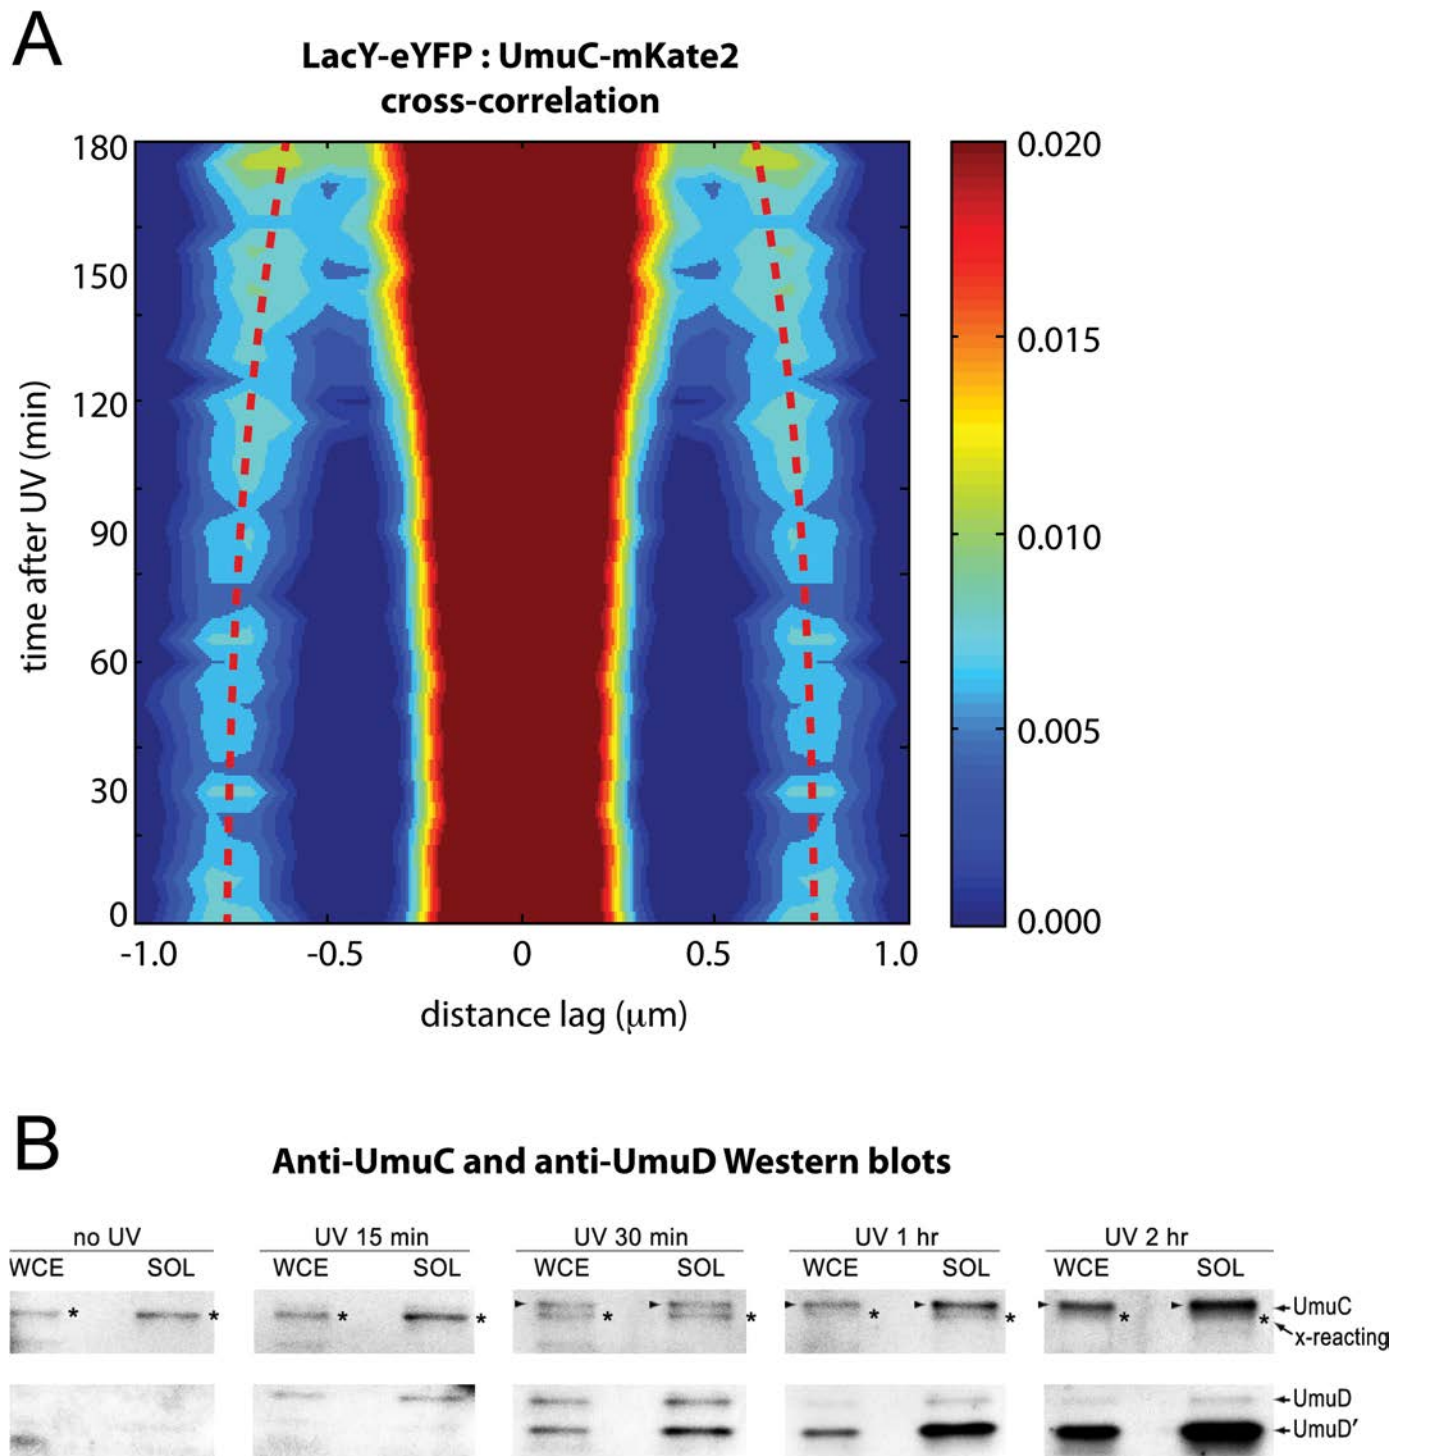 A
LacY-eYFP : UmuC-mKate2
cross-correlation
180
150
120
90
60
30
0
time after UV (min)
-1.0 -0.5 0 0.5 1.0
distance lag (μm)
0.020
0.015
0.010
0.005
0.000
B
Anti-UmuC and anti-UmuD Western blots
no UV UV 15 min UV 30 min UV 1 hr UV 2 hr
WCE SOL WCE SOL WCE SOL WCE SOL WCE SOL
* * * * * * * * * *
UmuC
x-reacting
UmuD
UmuD′